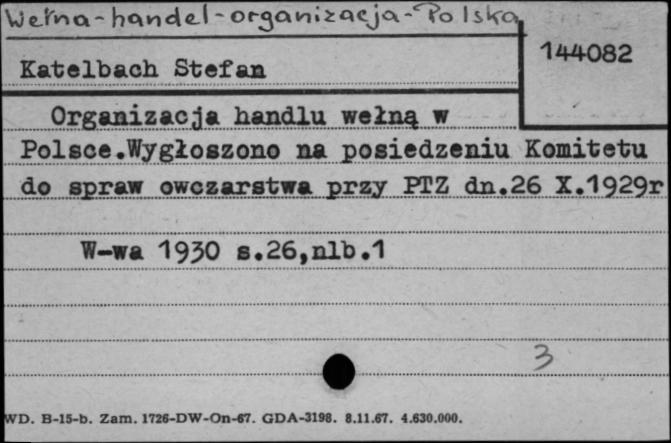 Wełna-handel-organizacja-Polska
144082
Katelbach Stefan
Organizacja handlu wełną w
Polsce.Wygłoszono na posiedzeniu Komitetu
do spraw owczarstwa przy PTZ dn.26 X.1929r
W-wa 1930 s.26,nlb.1
3
WD. B-15-b. Zam. 1726-DW-On-67. GDA-3198. 8.11.67. 4.630.000.